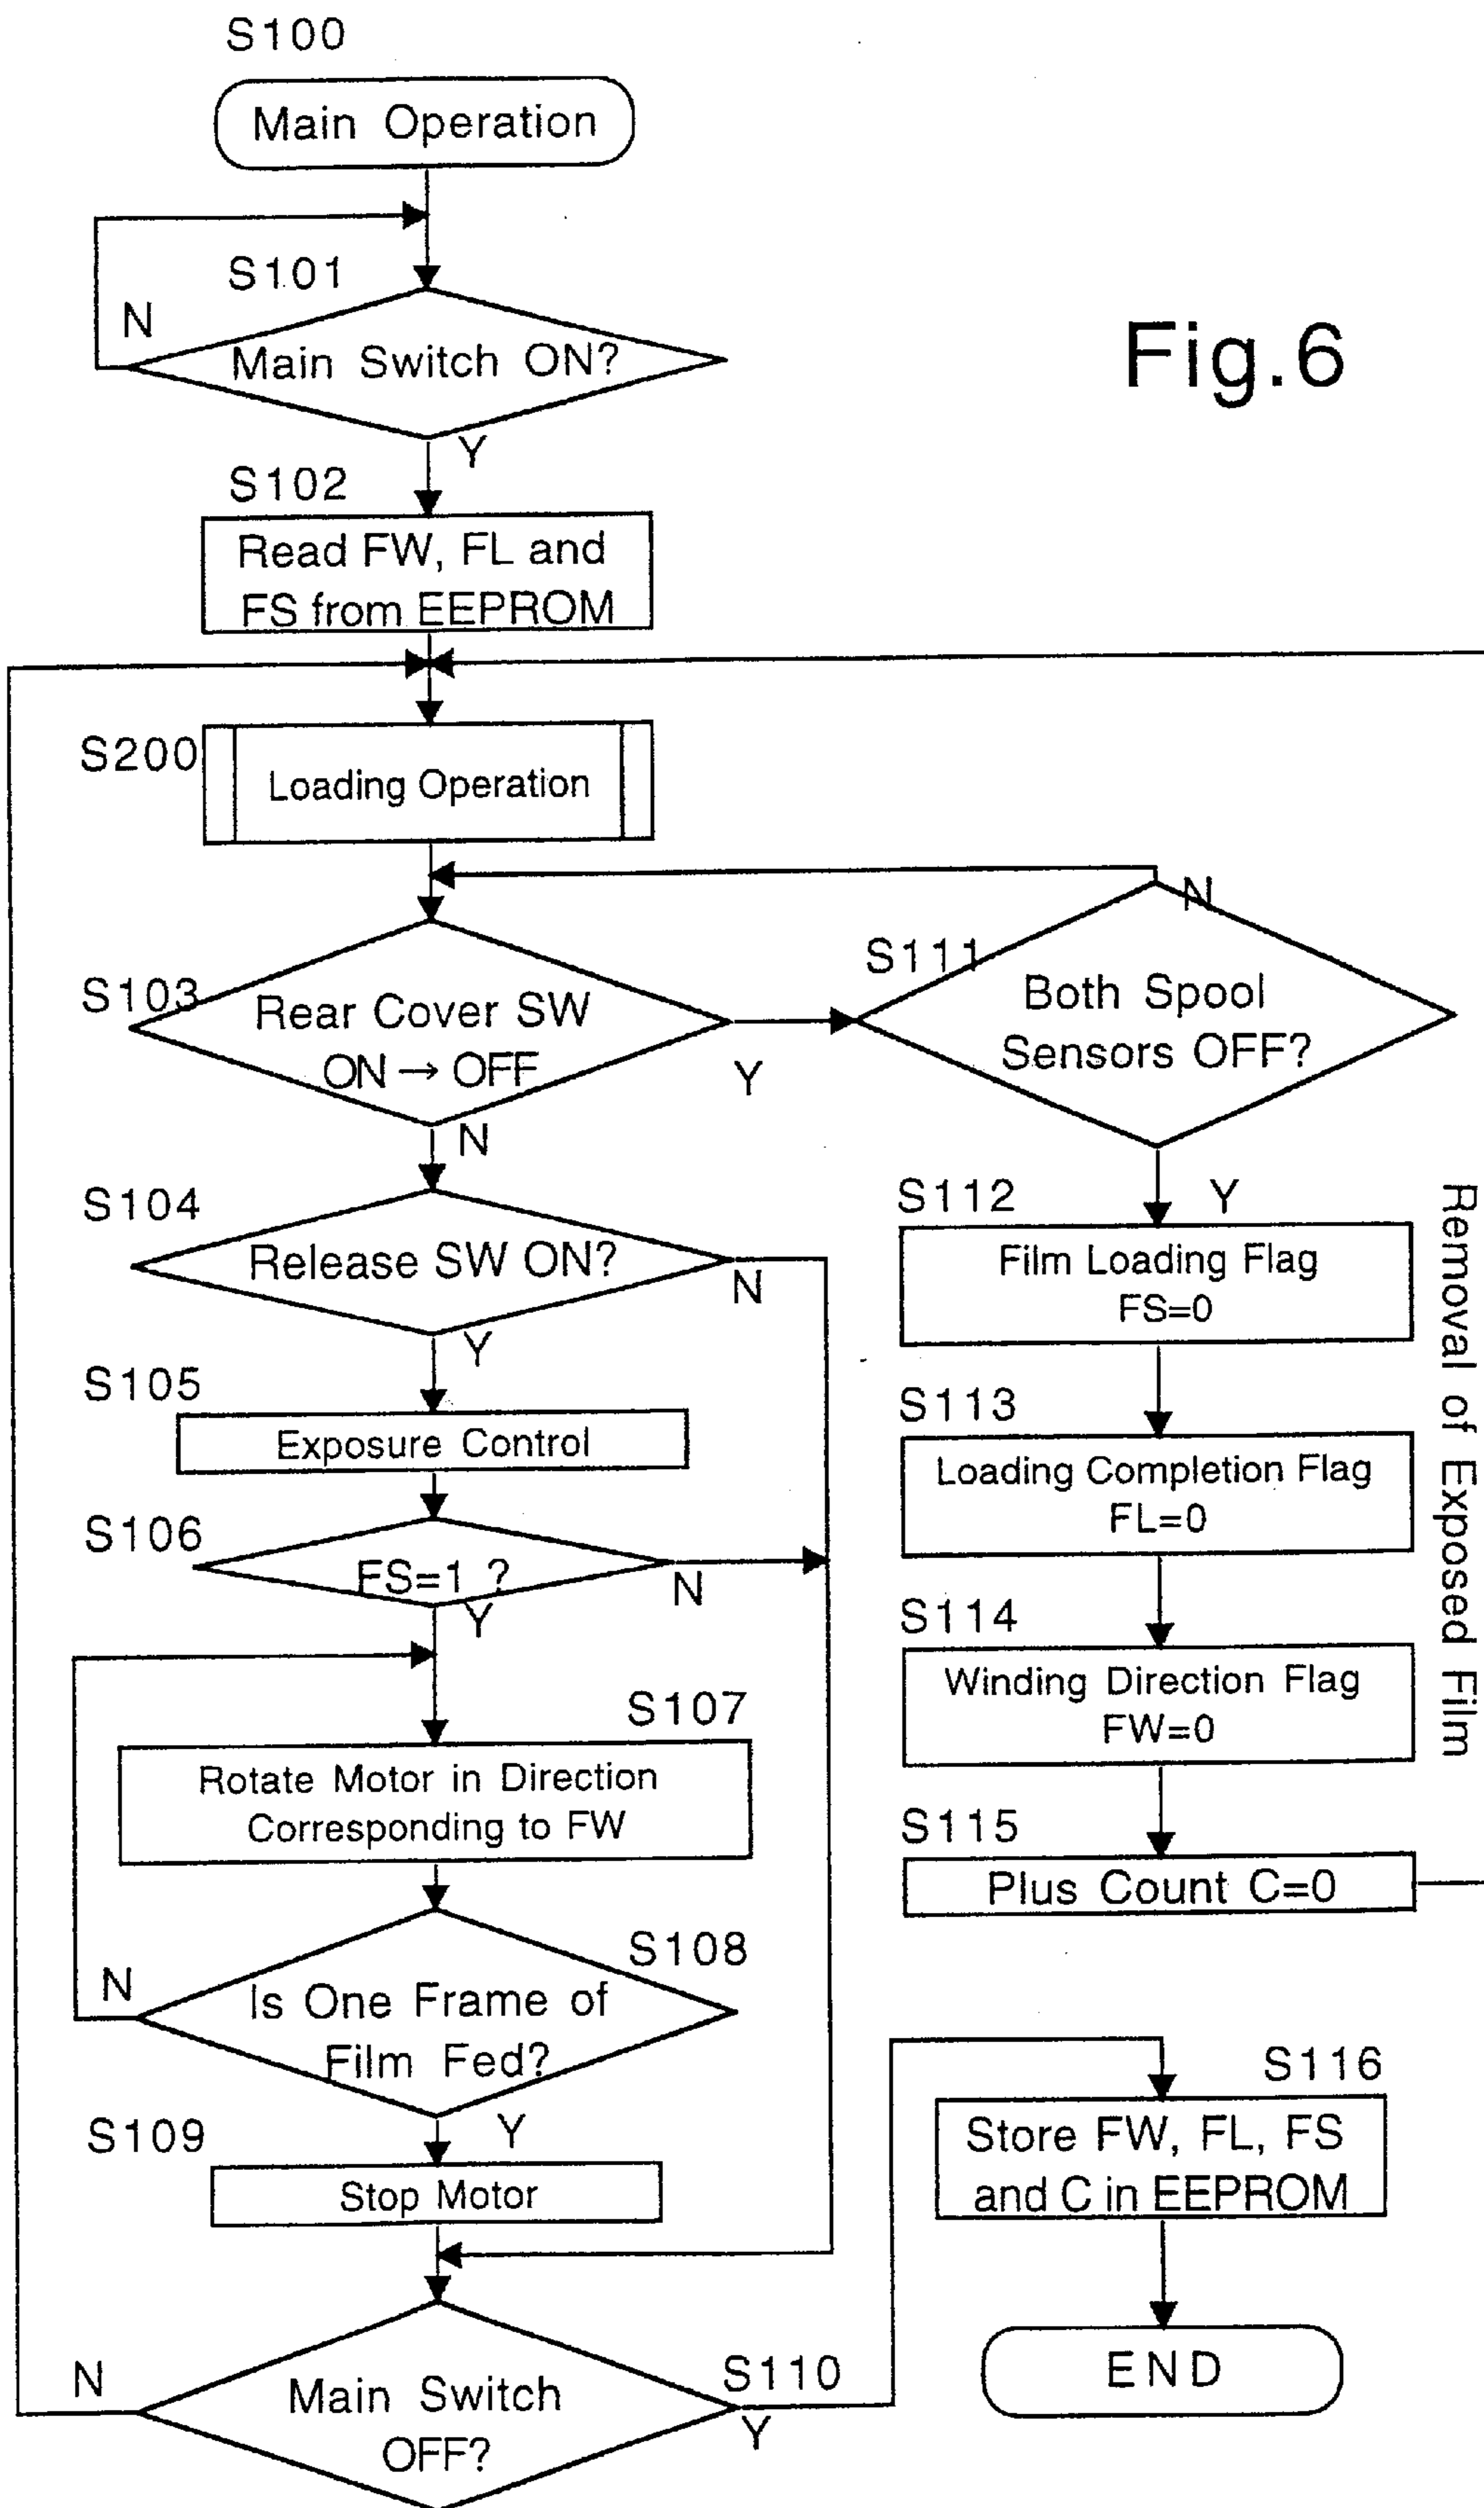 S100
Main Operation
S101
N
Main Switch ON?
Fig.6
Y
S102
Read FW, FL and
FS from EEPROM
S200
Loading Operation
N
S111
Both Spool
Sensors OFF?
S103
Rear Cover SW
ON → OFF
Y
N
S104
Release SW ON?
N
Y
S105
Exposure Control
S106
FS=1 ?
N
Y
S107
Rotate Motor in Direction
Corresponding to FW
S108
N
Is One Frame of
Film Fed?
Y
S109
Stop Motor
N
Main Switch
OFF?
S110
Y
Y
S112
Film Loading Flag
FS=0
S113
Loading Completion Flag
FL=0
S114
Winding Direction Flag
FW=0
S115
Plus Count C=0
Removal of Exposed Film
S116
Store FW, FL, FS
and C in EEPROM
END